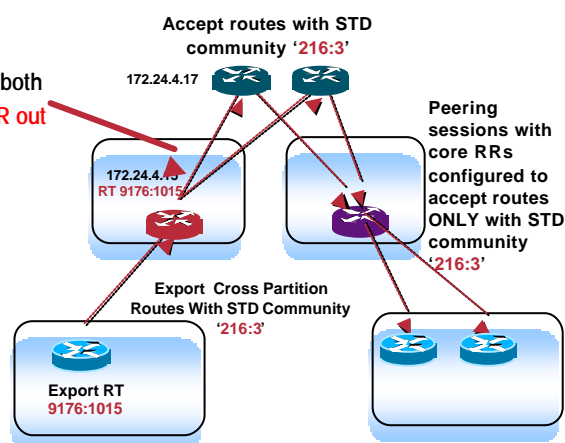 Accept routes with STD
community ‘216:3’
both
R out
172.24.4.17
Peering
sessions with
core RRs
configured to
accept routes
ONLY with STD
community
‘216:3’
RT 9176:1015
Export Cross Partition
Routes With STD Community
‘216:3’
Export RT
9176:1015